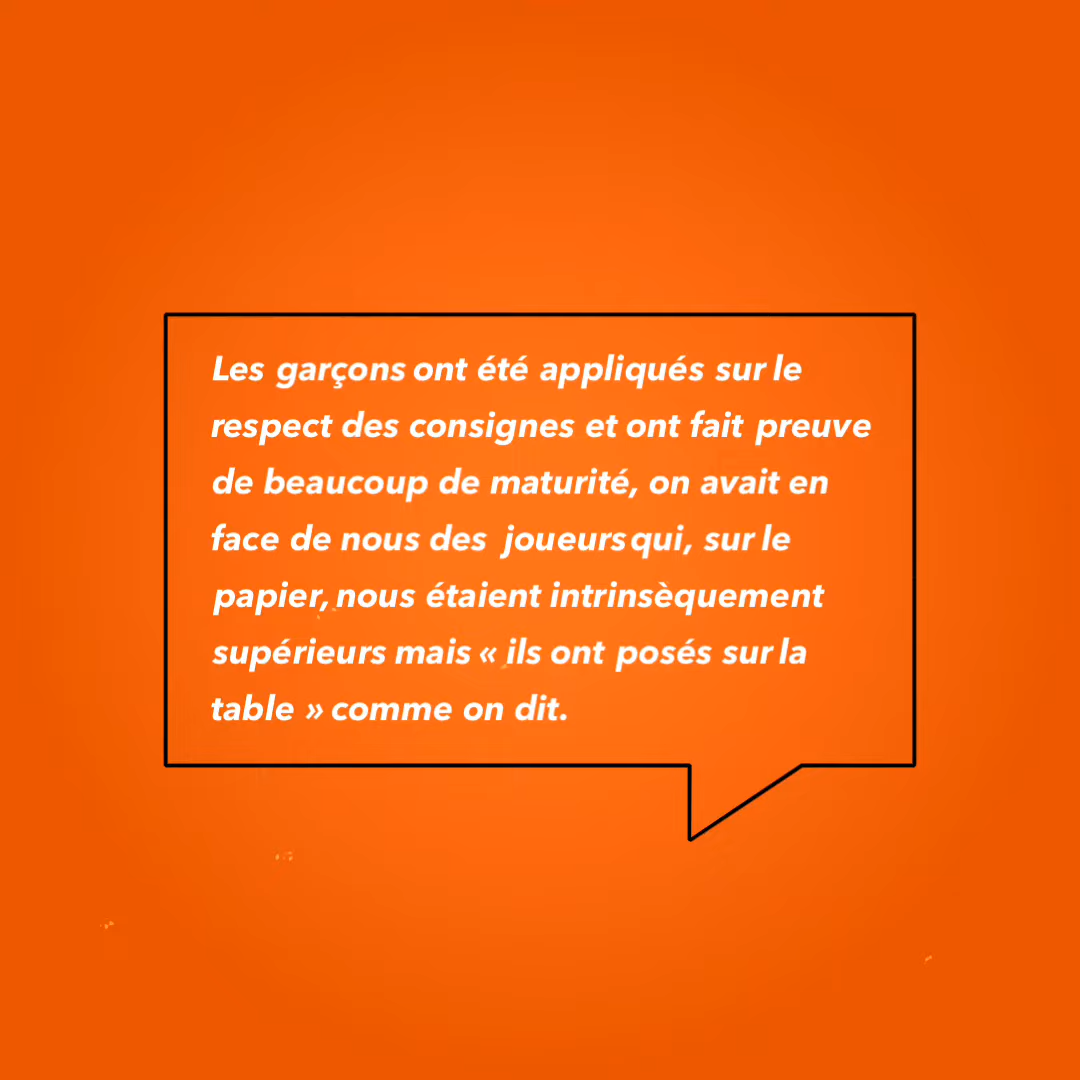 Les garçons ont été appliqués sur le
respect des consignes et ont fait preuve
de beaucoup de maturité, on avait en
face de nous des joueurs qui, sur le
papier, nous étaient intrinsèquement
supérieurs mais « ils ont posés sur la
table » comme on dit.